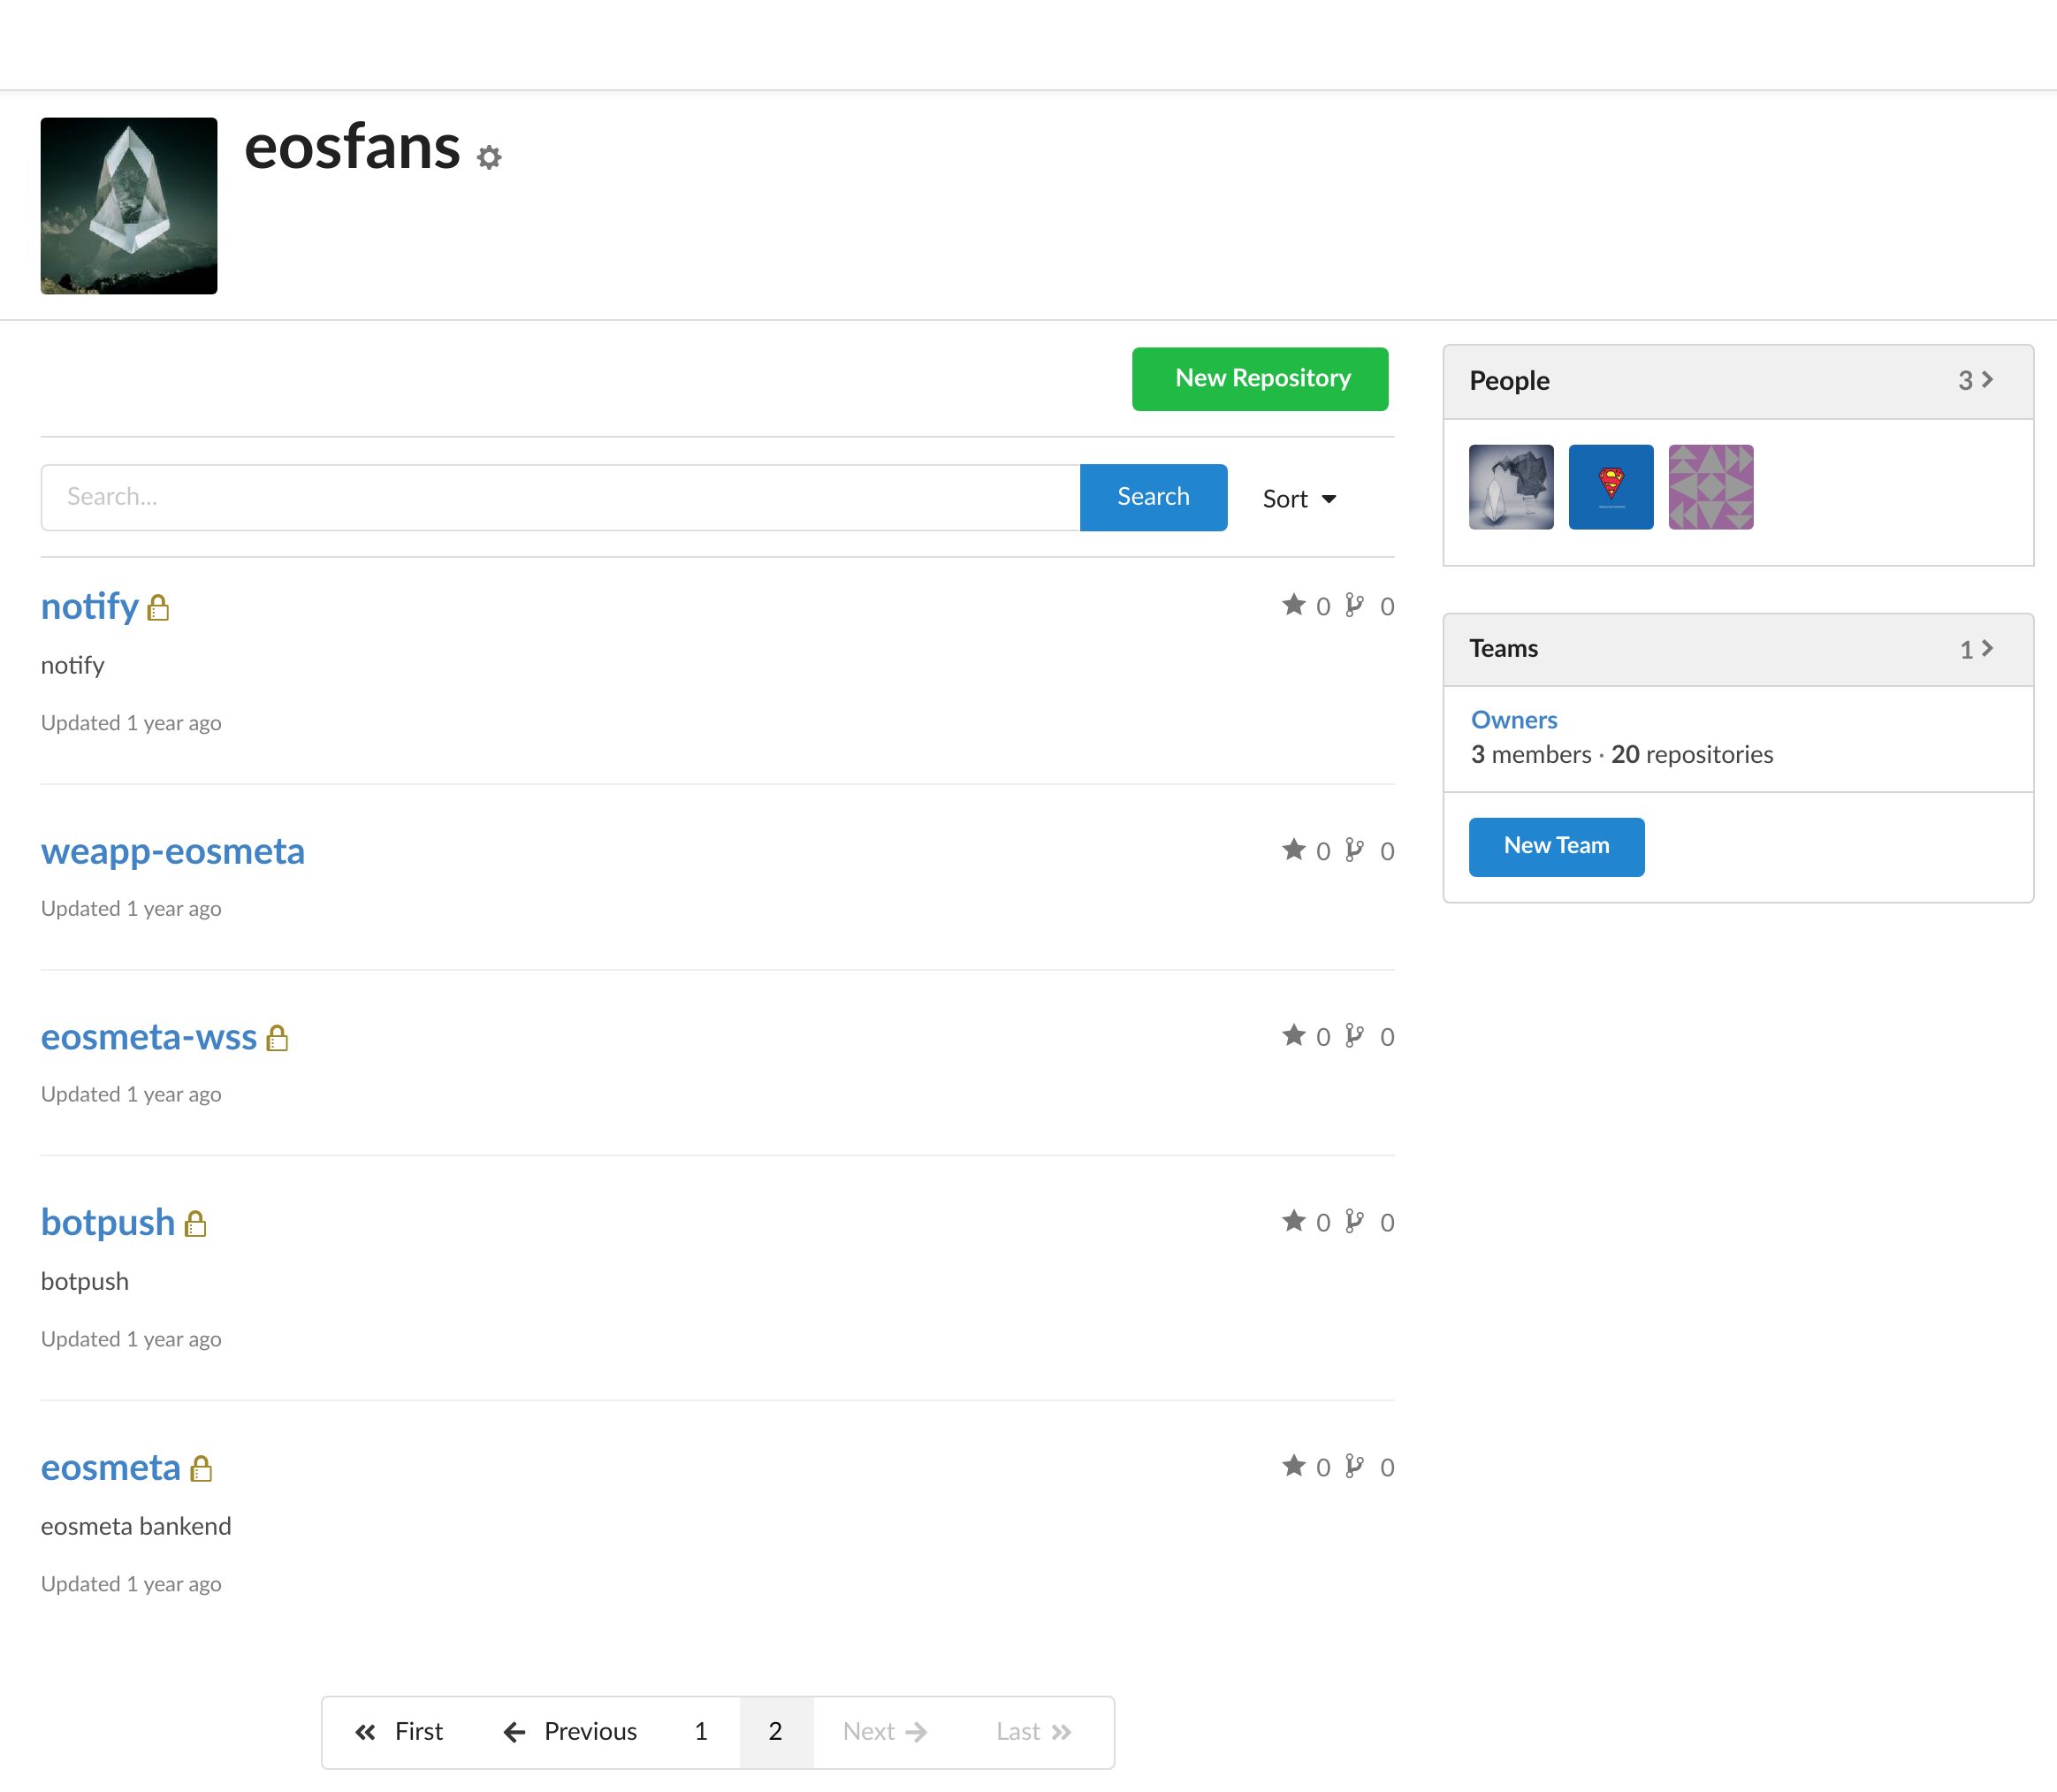 eosfans
New Repository
Search...
Search
Sort
notify
0
0
notify
Updated 1 year ago
weapp-eosmeta
0
0
Updated 1 year ago
eosmeta-wss
0
0
Updated 1 year ago
botpush
0
0
botpush
Updated 1 year ago
eosmeta
0
0
eosmeta bankend
Updated 1 year ago
First
Previous
1
2
Next
Last
People
3
Teams
1
Owners
3 members · 20 repositories
New Team